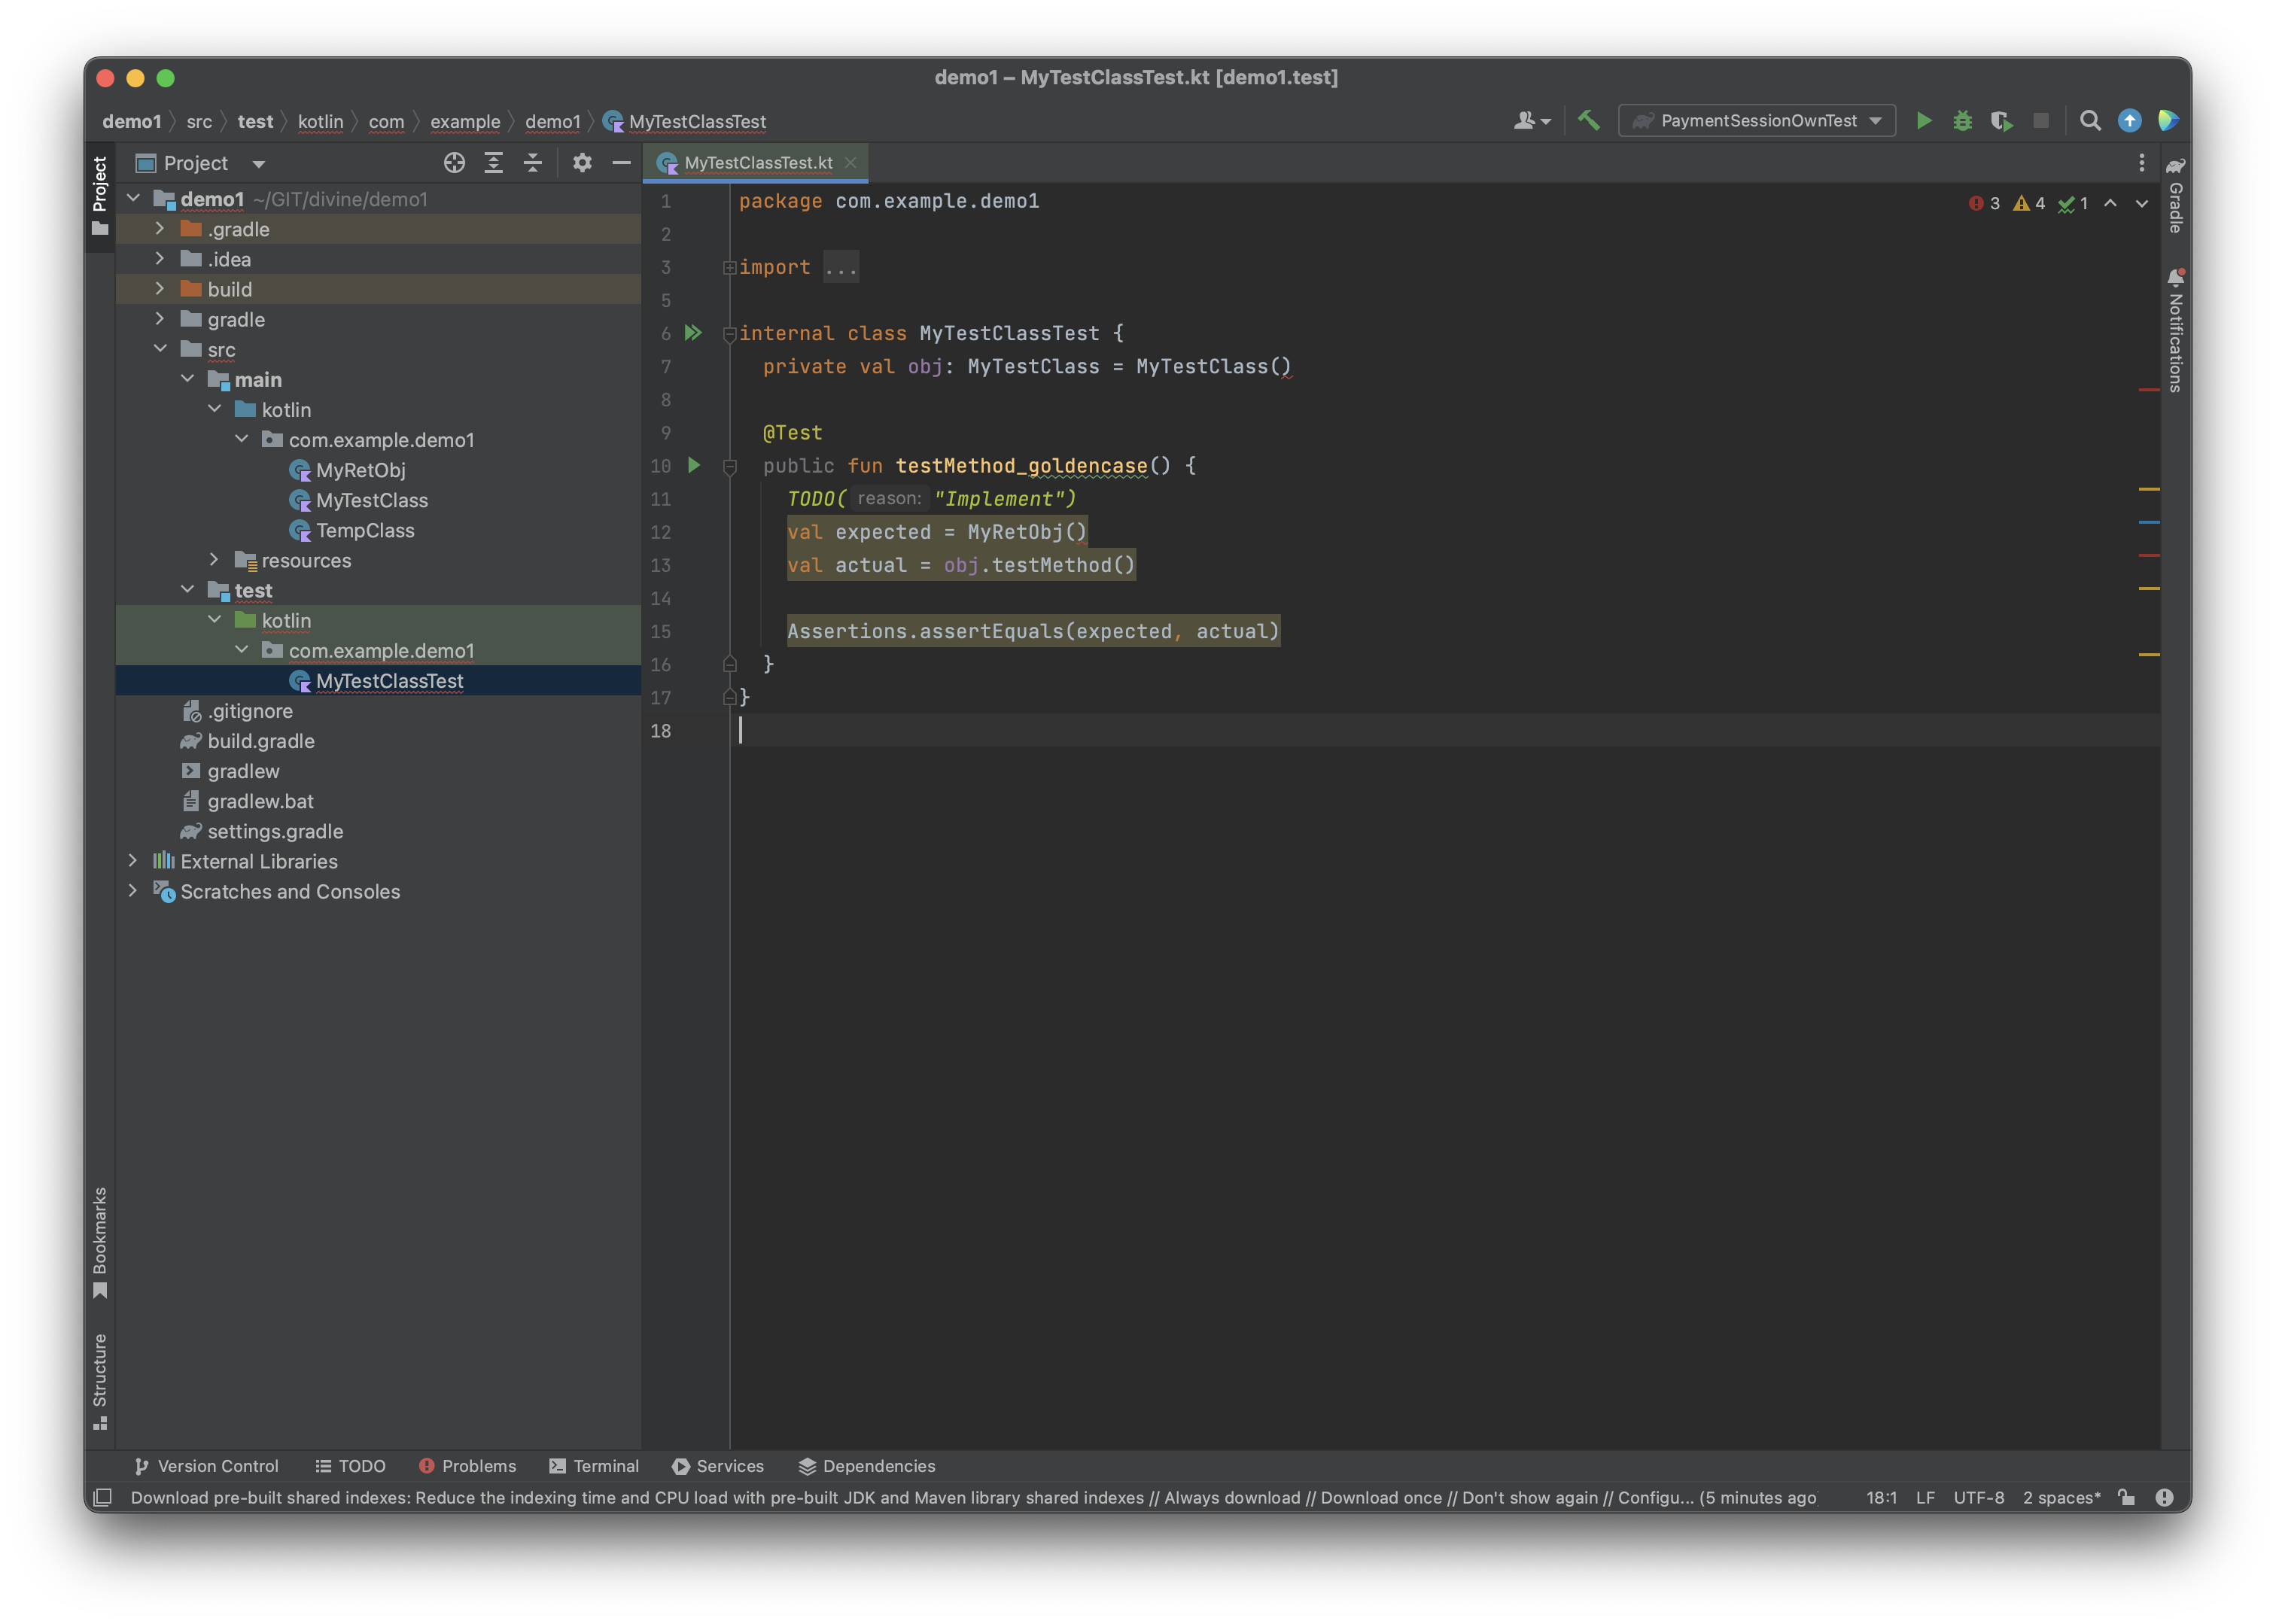 demo1 – MyTestClassTest.kt [demo1.test]
demo1 src test kotlin com example demo1 MyTestClassTest
PaymentSessionOwnTest
Project
Project
MyTestClassTest.kt
demo1 ~/GIT/divine/demo1
.gradle
.idea
build
gradle
src
main
kotlin
com.example.demo1
MyRetObj
MyTestClass
TempClass
resources
test
kotlin
com.example.demo1
MyTestClassTest
.gitignore
build.gradle
gradlew
gradlew.bat
settings.gradle
External Libraries
Scratches and Consoles
Bookmarks
Structure
1 package com.example.demo1
2
3 import ...
5
6 internal class MyTestClassTest {
7 private val obj: MyTestClass = MyTestClass()
8
9 @Test
10 public fun testMethod_goldencase() {
11 TODO( reason: "Implement")
12 val expected = MyRetObj()
13 val actual = obj.testMethod()
14
15 Assertions.assertEquals(expected, actual)
16 }
17 }
18
3 4 1
Gradle
Notifications
Version Control TODO Problems Terminal Services Dependencies
Download pre-built shared indexes: Reduce the indexing time and CPU load with pre-built JDK and Maven library shared indexes // Always download // Download once // Don't show again // Configu... (5 minutes ago 18:1 LF UTF-8 2 spaces*